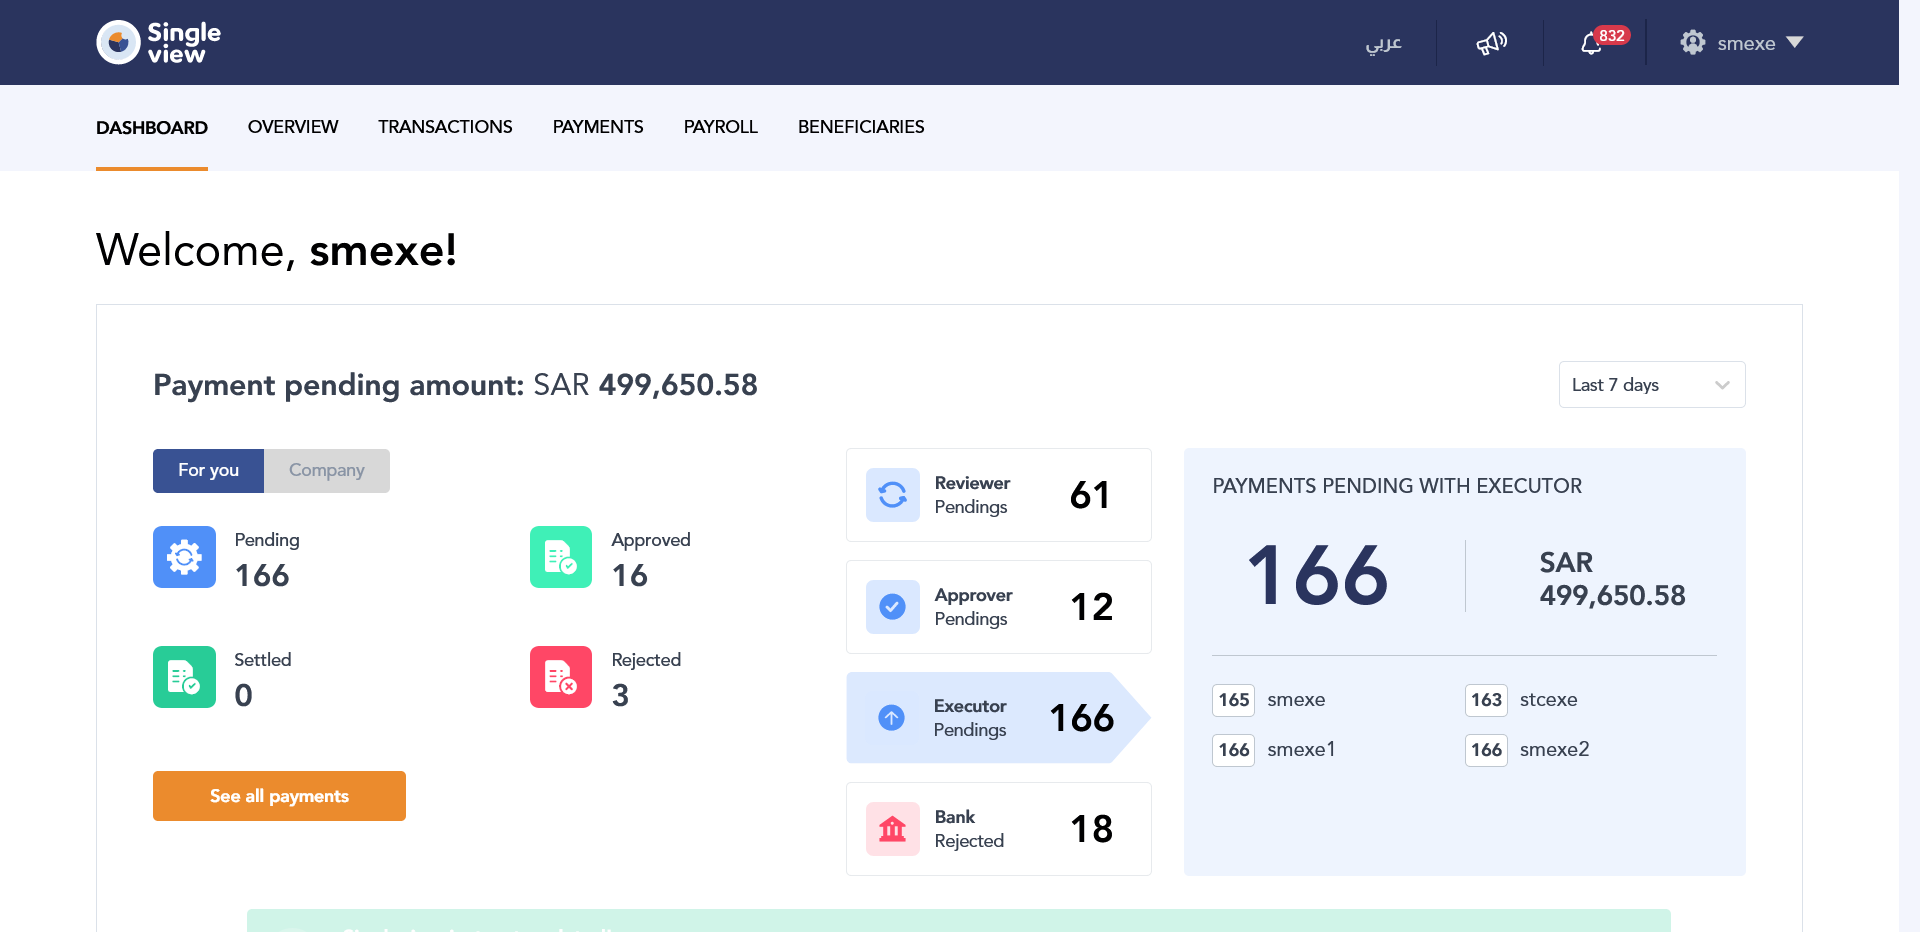 Single
view
عربي
832
smexe
DASHBOARD
OVERVIEW
TRANSACTIONS
PAYMENTS
PAYROLL
BENEFICIARIES
Welcome, smexe!
Payment pending amount: SAR 499,650.58
Last 7 days
For you
Company
Pending
166
Approved
16
Settled
0
Rejected
3
See all payments
Reviewer
Pendings
61
Approver
Pendings
12
Executor
Pendings
166
Bank
Rejected
18
PAYMENTS PENDING WITH EXECUTOR
166
SAR
499,650.58
165 smexe
163 stcexe
166 smexe1
166 smexe2